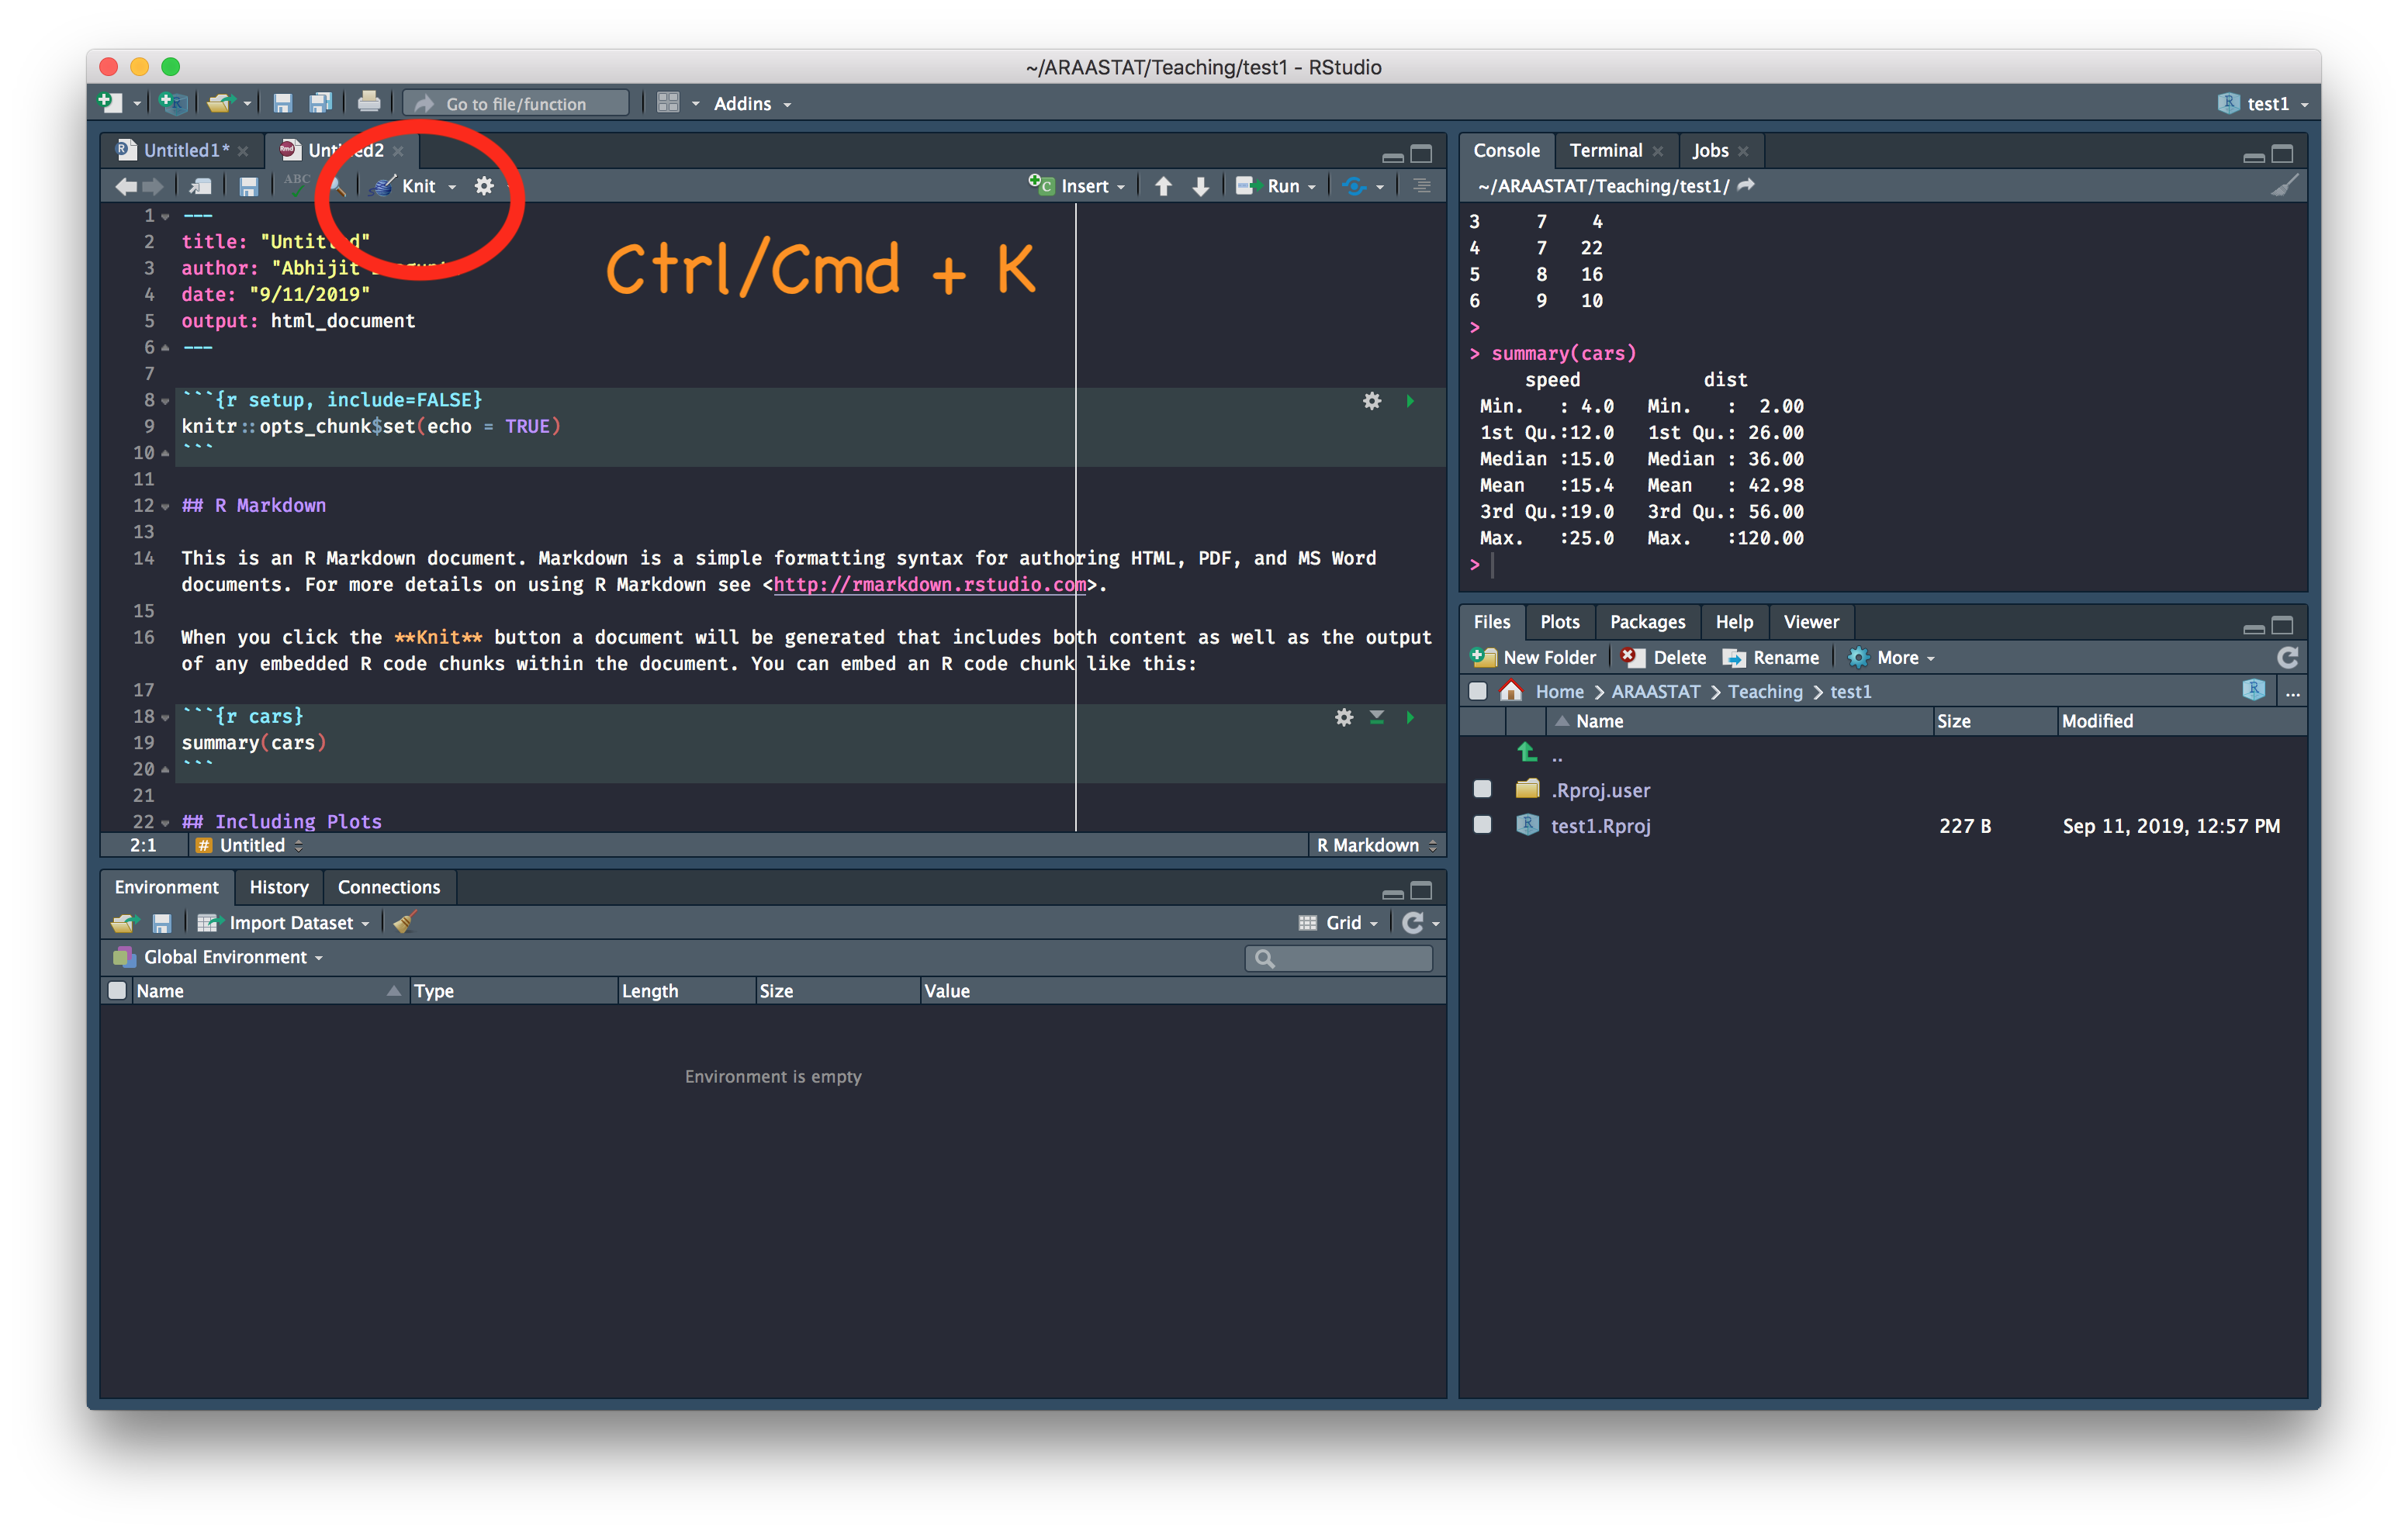 ~/ARAASTAT/Teaching/test1 - RStudio
Go to file/function
Addins
test1
Untitled1*
Untitled2
ABC
Knit
Insert
Run
1 ---
2 title: "Untitled"
3 author: "Abhijit
4 date: "9/11/2019"
5 output: html_document
6 ---
7
8 ```{r setup, include=FALSE}
9 knitr::opts_chunk$set(echo = TRUE)
10 ```
11
12 ## R Markdown
13
14 This is an R Markdown document. Markdown is a simple formatting syntax for authoring HTML, PDF, and MS Word
documents. For more details on using R Markdown see <http://rmarkdown.rstudio.com>.
15
16 When you click the **Knit** button a document will be generated that includes both content as well as the output
of any embedded R code chunks within the document. You can embed an R code chunk like this:
17
18 ```{r cars}
19 summary(cars)
20 ```
21
22 ## Including Plots
2:1 # Untitled R Markdown
Ctrl/Cmd + K
Environment History Connections
Import Dataset
Grid
Global Environment
Name Type Length Size Value
Environment is empty
Console Terminal Jobs
~/ARAASTAT/Teaching/test1/
3 7 4
4 7 22
5 8 16
6 9 10
>
> summary(cars)
speed dist
Min. : 4.0 Min. : 2.00
1st Qu.:12.0 1st Qu.: 26.00
Median :15.0 Median : 36.00
Mean :15.4 Mean : 42.98
3rd Qu.:19.0 3rd Qu.: 56.00
Max. :25.0 Max. :120.00
>
Files Plots Packages Help Viewer
New Folder Delete Rename More
Home ARAASTAT Teaching test1 ...
Name Size Modified
..
.Rproj.user
test1.Rproj 227 B Sep 11, 2019, 12:57 PM